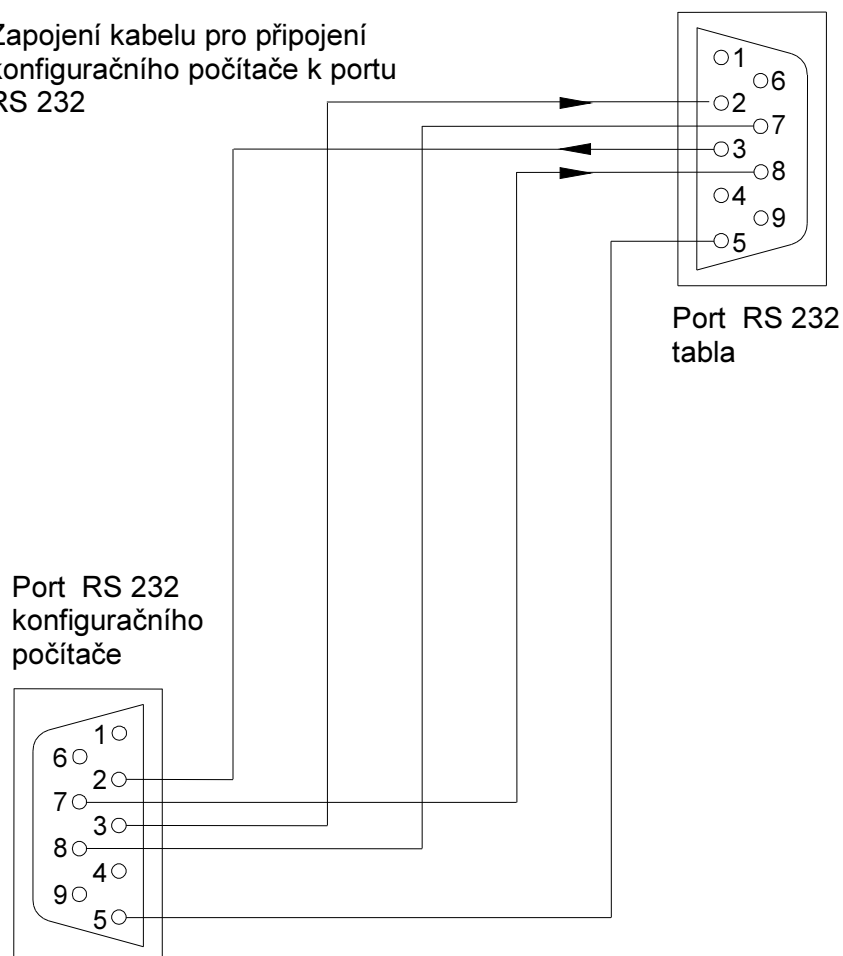 Zapojení kabelu pro připojení
konfiguračního počítače k portu
RS 232
1
6
2
7
3
8
4
9
5
Port RS 232
tabla
Port RS 232
konfiguračního
počítače
1
6
2
7
3
8
4
9
5